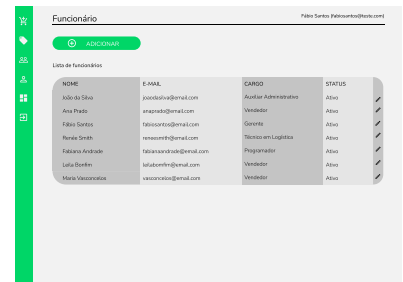 Funcionário
Fábio Santos (fabiosantos@teste.com)
ADICIONAR
Lista de funcionários
NOME E-MAIL CARGO STATUS
João da Silva joaodasilva@email.com Auxiliar Administrativo Ativo
Ana Prado anaprado@email.com Vendedor Ativo
Fábio Santos fabiosantos@email.com Gerente Ativo
Renée Smith reneesmith@email.com Técnico em Logística Ativo
Fabiana Andrade fabianaandrade@email.com Programador Ativo
Leila Bomfim leilabomfim@email.com Vendedor Ativo
Maria Vasconcelos vasconcelos@email.com Vendedor Ativo